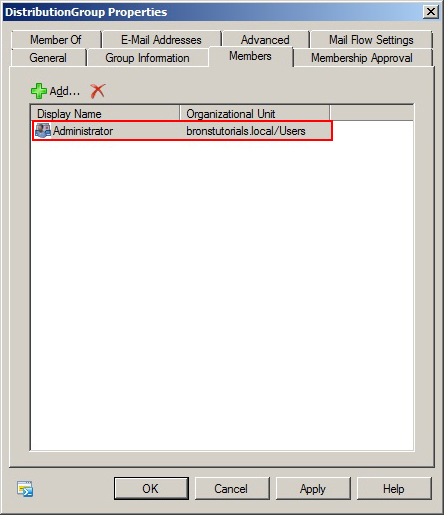 DistributionGroup Properties
Member Of E-Mail Addresses Advanced Mail Flow Settings
General Group Information Members Membership Approval
Add...
Display Name Organizational Unit
Administrator bronstutorials.local/Users
OK Cancel Apply Help